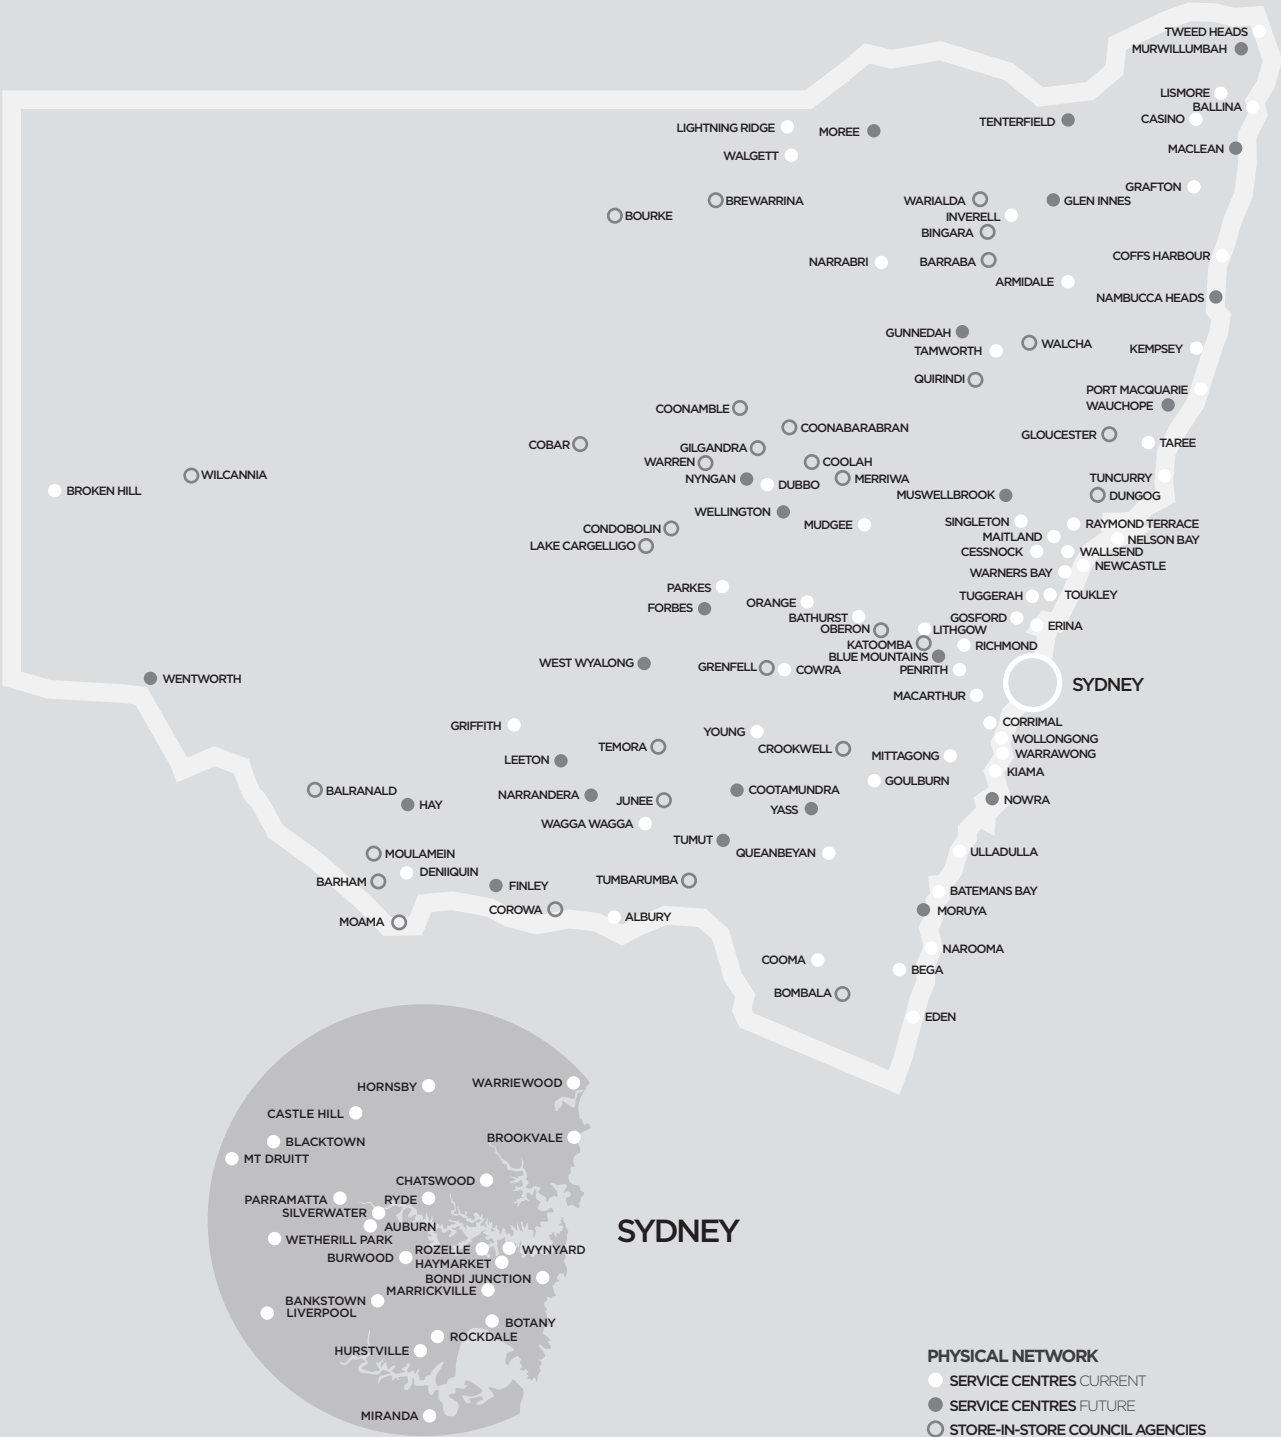 TWEED HEADS
MURWILLUMBAH
LISMORE
BALLINA
CASINO
TENTERFIELD
LIGHTNING RIDGE
MOREE
MACLEAN
WALGETT
GRAFTON
BREWARRINA
WARIALDA
GLEN INNES
BOURKE
INVERELL
BINGARA
COFFS HARBOUR
NARRABRI
BARRABA
ARMIDALE
NAMBUCCA HEADS
GUNNEDAH
WALCHA
TAMWORTH
KEMPSEY
QUIRINDI
PORT MACQUARIE
WAUCHOPE
COONAMBLE
COONABARABRAN
GLOUCESTER
TAREE
COBAR
GILGANDRA
WARREN
COOLAH
WILCANNIA
NYNGAN
MERRIWA
TUNCURRY
DUBBO
BROKEN HILL
MUSWELLBROOK
DUNGOG
WELLINGTON
SINGLETON
RAYMOND TERRACE
MUDGEE
CONDOBOLIN
MAITLAND
NELSON BAY
LAKE CARGELLIGO
CESSNOCK
WALLSEND
NEWCASTLE
WARNERS BAY
PARKES
TUGGERAH
TOUKLEY
ORANGE
FORBES
BATHURST
GOSFORD
ERINA
OBERON
LITHGOW
KATOOMBA
RICHMOND
BLUE MOUNTAINS
WEST WYALONG
GRENFELL
COWRA
PENRITH
WENTWORTH
SYDNEY
MACARTHUR
CORRIMAL
GRIFFITH
YOUNG
WOLLONGONG
TEMORA
CROOKWELL
WARRAWONG
MITTAGONG
LEETON
KIAMA
GOULBURN
BALRANALD
COOTAMUNDRA
NARRANDERA
JUNEE
NOWRA
HAY
YASS
WAGGA WAGGA
TUMUT
QUEANBEYAN
ULLADULLA
MOULAMEIN
DENIIQUIN
BARHAM
TUMBARUMBA
FINLEY
BATEMANS BAY
COROWA
MORUYA
ALBURY
MOAMA
NAROOMA
COOMA
BEGA
BOMBALA
EDEN
WARRIEWOOD
HORNSBY
CASTLE HILL
BROOKVALE
BLACKTOWN
MT DRUITT
CHATSWOOD
PARRAMATTA
RYDE
SILVERWATER
AUBURN
SYDNEY
WETHERILL PARK
ROZELLE
WYNYARD
BURWOOD
HAYMARKET
BONDI JUNCTION
MARRICKVILLE
BANKSTOWN
LIVERPOOL
BOTANY
ROCKDALE
HURSTVILLE
MIRANDA
PHYSICAL NETWORK
SERVICE CENTRES CURRENT
SERVICE CENTRES FUTURE
STORE-IN-STORE COUNCIL AGENCIES